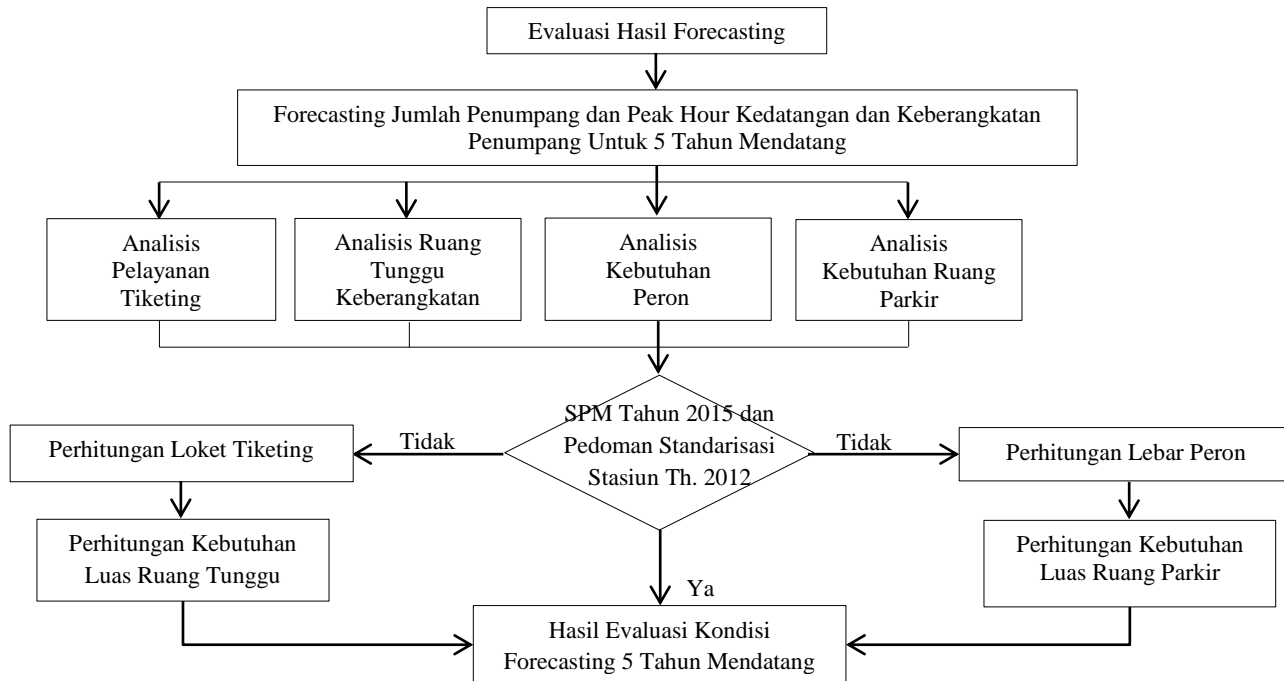 Evaluasi Hasil Forecasting
Forecasting Jumlah Penumpang dan Peak Hour Kedatangan dan Keberangkatan
Penumpang Untuk 5 Tahun Mendatang
Analisis
Pelayanan
Tiketing
Analisis Ruang
Tunggu
Keberangkatan
Analisis
Kebutuhan
Peron
Analisis
Kebutuhan Ruang
Parkir
SPM Tahun 2015 dan
Pedoman Standarisasi
Stasiun Th. 2012
Tidak
Tidak
Perhitungan Loket Tiketing
Perhitungan Lebar Peron
Perhitungan Kebutuhan
Luas Ruang Tunggu
Perhitungan Kebutuhan
Luas Ruang Parkir
Ya
Hasil Evaluasi Kondisi
Forecasting 5 Tahun Mendatang